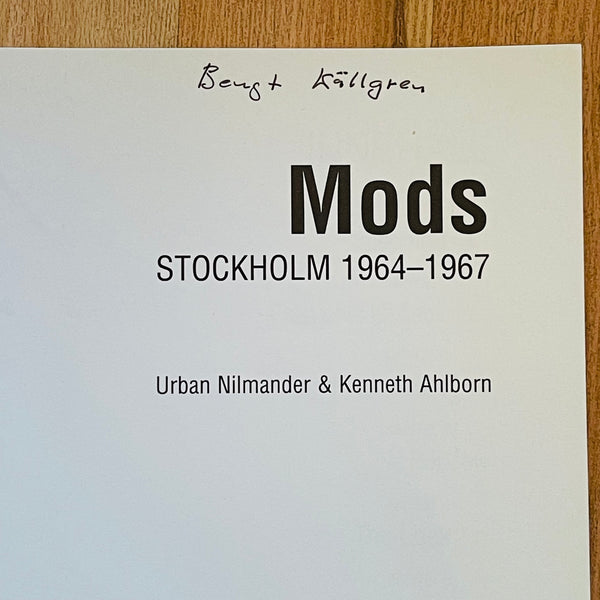 Bengt Källgren
Mods
STOCKHOLM 1964–1967
Urban Nilmander & Kenneth Ahlborn